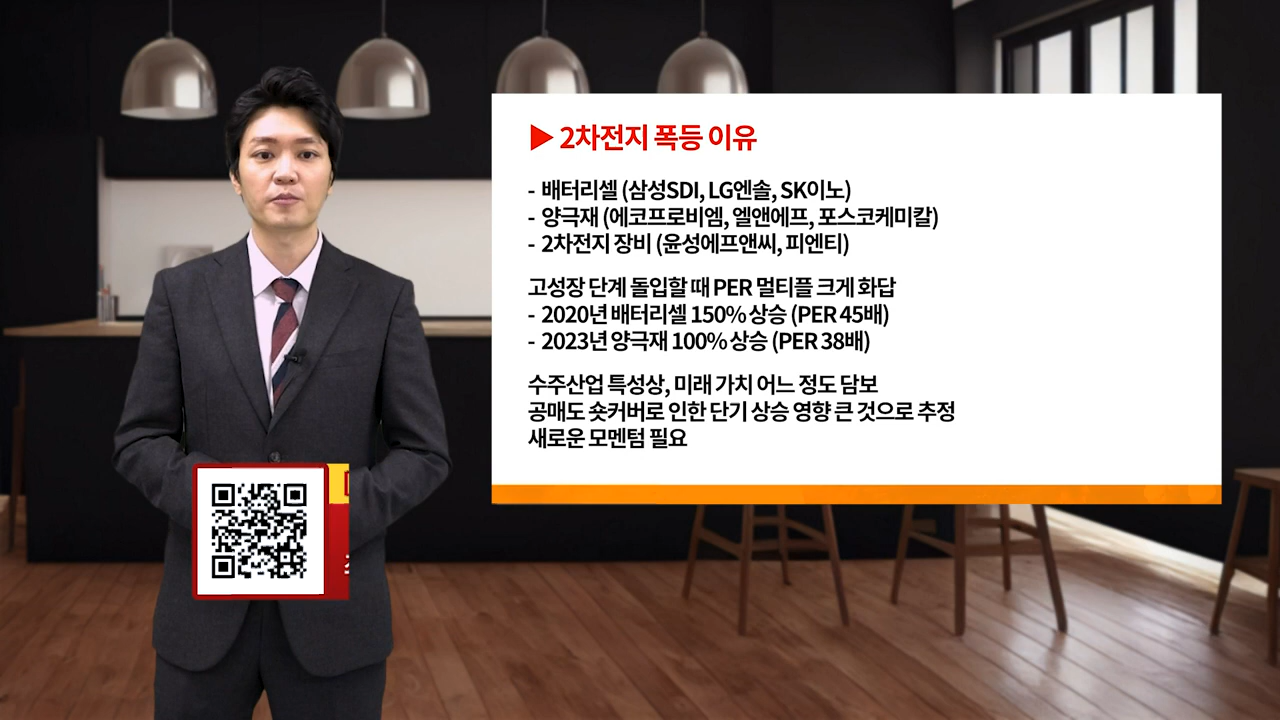 ▶ 2차전지 폭등 이유
- 배터리셀 (삼성SDI, LG엔솔, SK이노)
- 양극재 (에코프로비엠, 엘앤에프, 포스코케미칼)
- 2차전지 장비 (윤성에프앤씨, 피엔티)
고성장 단계 돌입할 때 PER 멀티플 크게 화답
- 2020년 배터리셀 150% 상승 (PER 45배)
- 2023년 양극재 100% 상승 (PER 38배)
수주산업 특성상, 미래 가치 어느 정도 담보
공매도 숏커버로 인한 단기 상승 영향 큰 것으로 추정
새로운 모멘텀 필요